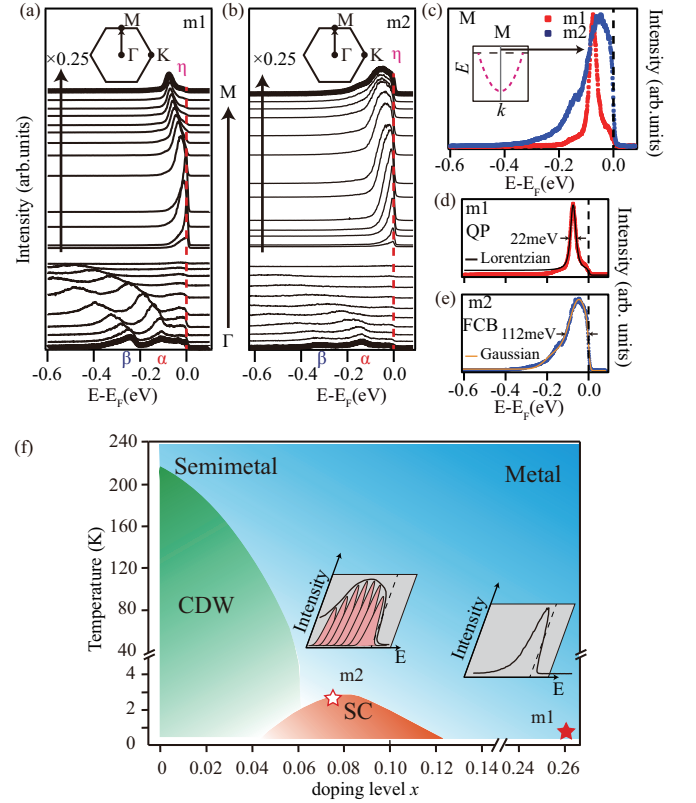 (a)
M
Γ
K
m1
×0.25
η
Intensity (arb.units)
β
α
-0.6 -0.4 -0.2 0.0
E-E_F(eV)
(b)
M
Γ
K
m2
×0.25
η
M
Γ
β
α
-0.6 -0.4 -0.2 0.0
E-E_F(eV)
(c)
M
m1
m2
M
E
k
Intensity (arb.units)
-0.6 -0.4 -0.2 0.0
E-E_F(eV)
(d)
m1
QP
22meV
Lorentzian
(e)
m2
FCB
112meV
Gaussian
Intensity (arb. units)
-0.6 -0.4 -0.2 0.0
E-E_F(eV)
(f)
Temperature (K)
240
200
160
120
80
40
4
2
0
Semimetal
Metal
CDW
Intensity
E
Intensity
E
m2
SC
m1
0 0.02 0.04 0.06 0.08 0.10 0.12 0.14 0.24 0.26
doping level x